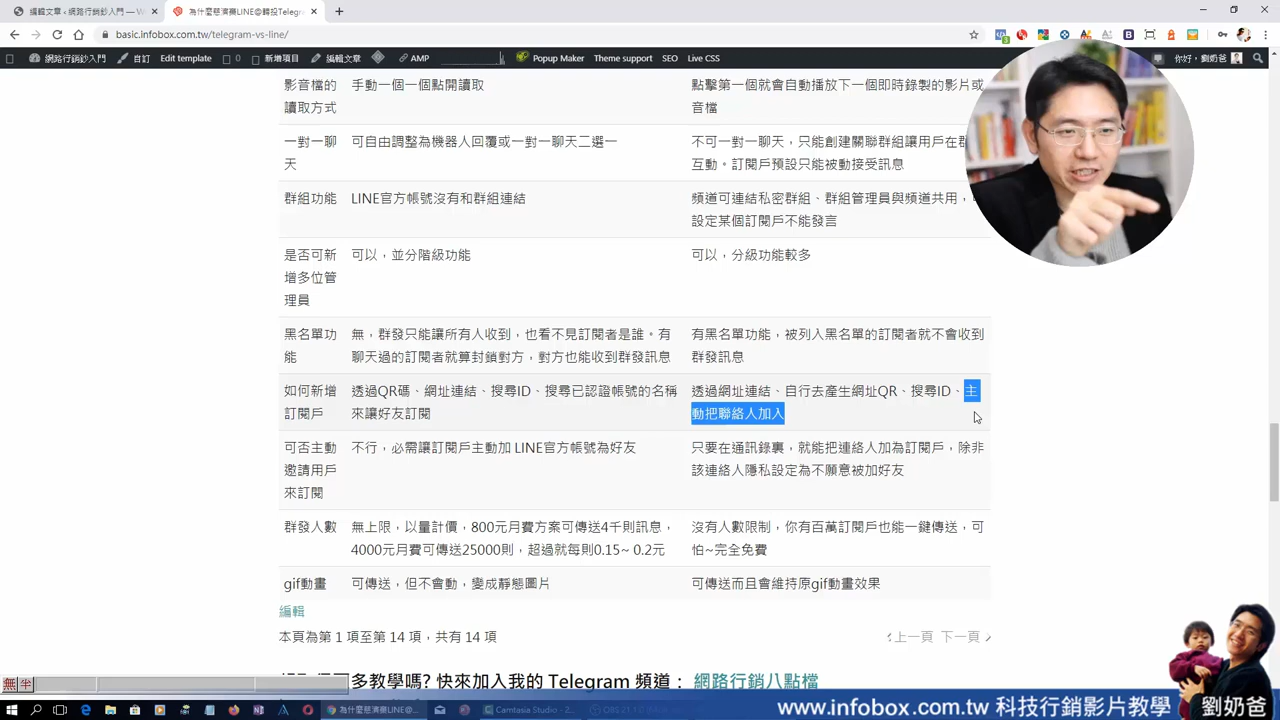 編輯文章 ‹ 網路行銷鈔入門 — W
為什麼慈濟棄LINE@轉投Telegr
basic.infobox.com.tw/telegram-vs-line/
網路行銷鈔入門
自訂
Edit template
0
新增項目
編輯文章
AMP
Popup Maker
Theme support
SEO
Live CSS
你好，劉奶爸
影音檔的
讀取方式
手動一個一個點開讀取
點擊第一個就會自動播放下一個即時錄製的影片或
音檔
一對一聊
天
可自由調整為機器人回覆或一對一聊天二選一
不可一對一聊天，只能創建關聯群組讓用戶在群
互動。訂閱戶預設只能被動接受訊息
群組功能
LINE官方帳號沒有和群組連結
頻道可連結私密群組、群組管理員與頻道共用，
設定某個訂閱戶不能發言
是否可新
增多位管
理員
可以，並分階級功能
可以，分級功能較多
黑名單功
能
無，群發只能讓所有人收到，也看不見訂閱者是誰。有
聊天過的訂閱者就算封鎖對方，對方也能收到群發訊息
有黑名單功能，被列入黑名單的訂閱者就不會收到
群發訊息
如何新增
訂閱戶
透過QR碼、網址連結、搜尋ID、搜尋已認證帳號的名稱
來讓好友訂閱
透過網址連結、自行去產生網址QR、搜尋ID、主
動把聯絡人加入
可否主動
邀請用戶
來訂閱
不行，必需讓訂閱戶主動加 LINE官方帳號為好友
只要在通訊錄裏，就能把連絡人加為訂閱戶，除非
該連絡人隱私設定為不願意被加好友
群發人數
無上限，以量計價，800元月費方案可傳送4千則訊息，
4000元月費可傳送25000則，超過就每則0.15~ 0.2元
沒有人數限制，你有百萬訂閱戶也能一鍵傳送，可
怕~完全免費
gif動畫
可傳送，但不會動，變成靜態圖片
可傳送而且會維持原gif動畫效果
編輯
本頁為第 1 項至第 14 項，共有 14 項
上一頁 下一頁
多教學嗎? 快來加入我的 Telegram 頻道： 網路行銷八點檔
無 半
為什麼慈濟棄LINE@...
Camtasia Studio - 2...
OBS 21.1
www.infobox.com.tw 科技行銷影片教學
劉奶爸